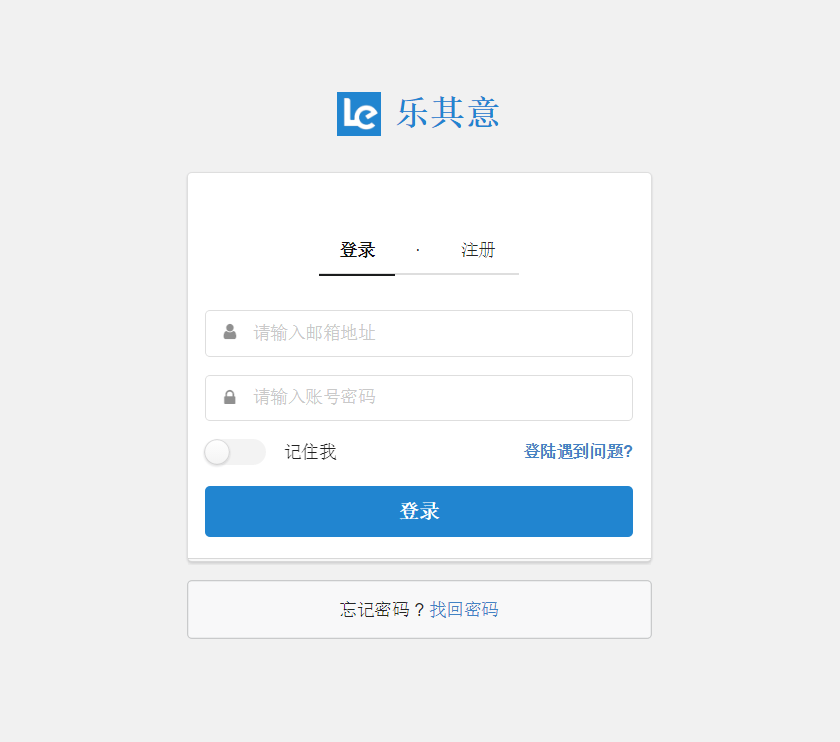 Le 乐其意
登录 · 注册
请输入邮箱地址
请输入账号密码
记住我 登陆遇到问题?
登录
忘记密码？找回密码